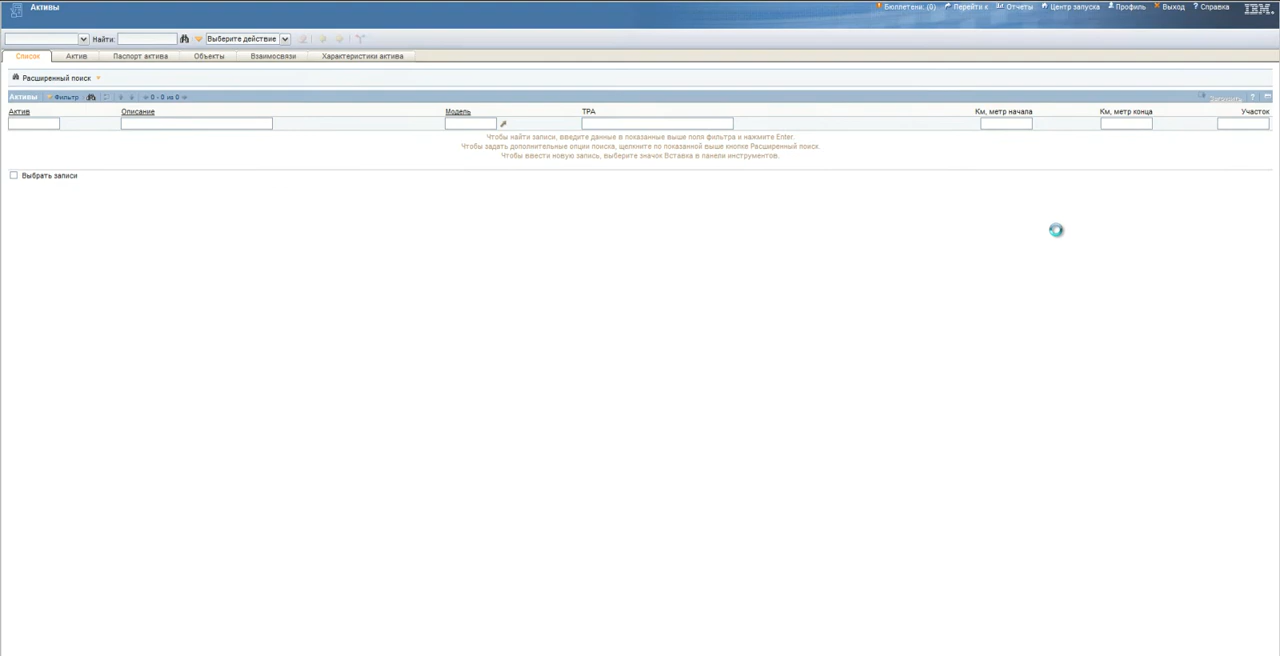 Активы
Бюллетени: (0) Перейти к Отчеты Центр запуска Профиль Выход ? Справка IBM.
Найти: Выберите действие
Список Актив Паспорт актива Объекты Взаимосвязи Характеристики актива
Расширенный поиск
Активы Фильтр 0 - 0 из 0 Загрузить ?
Актив Описание Модель ТРА Км, метр начала Км, метр конца Участок
Чтобы найти записи, введите данные в показанные выше поля фильтра и нажмите Enter.
Чтобы задать дополнительные опции поиска, щелкните по показанной выше кнопке Расширенный поиск.
Чтобы ввести новую запись, выберите значок Вставка в панели инструментов.
Выбрать записи